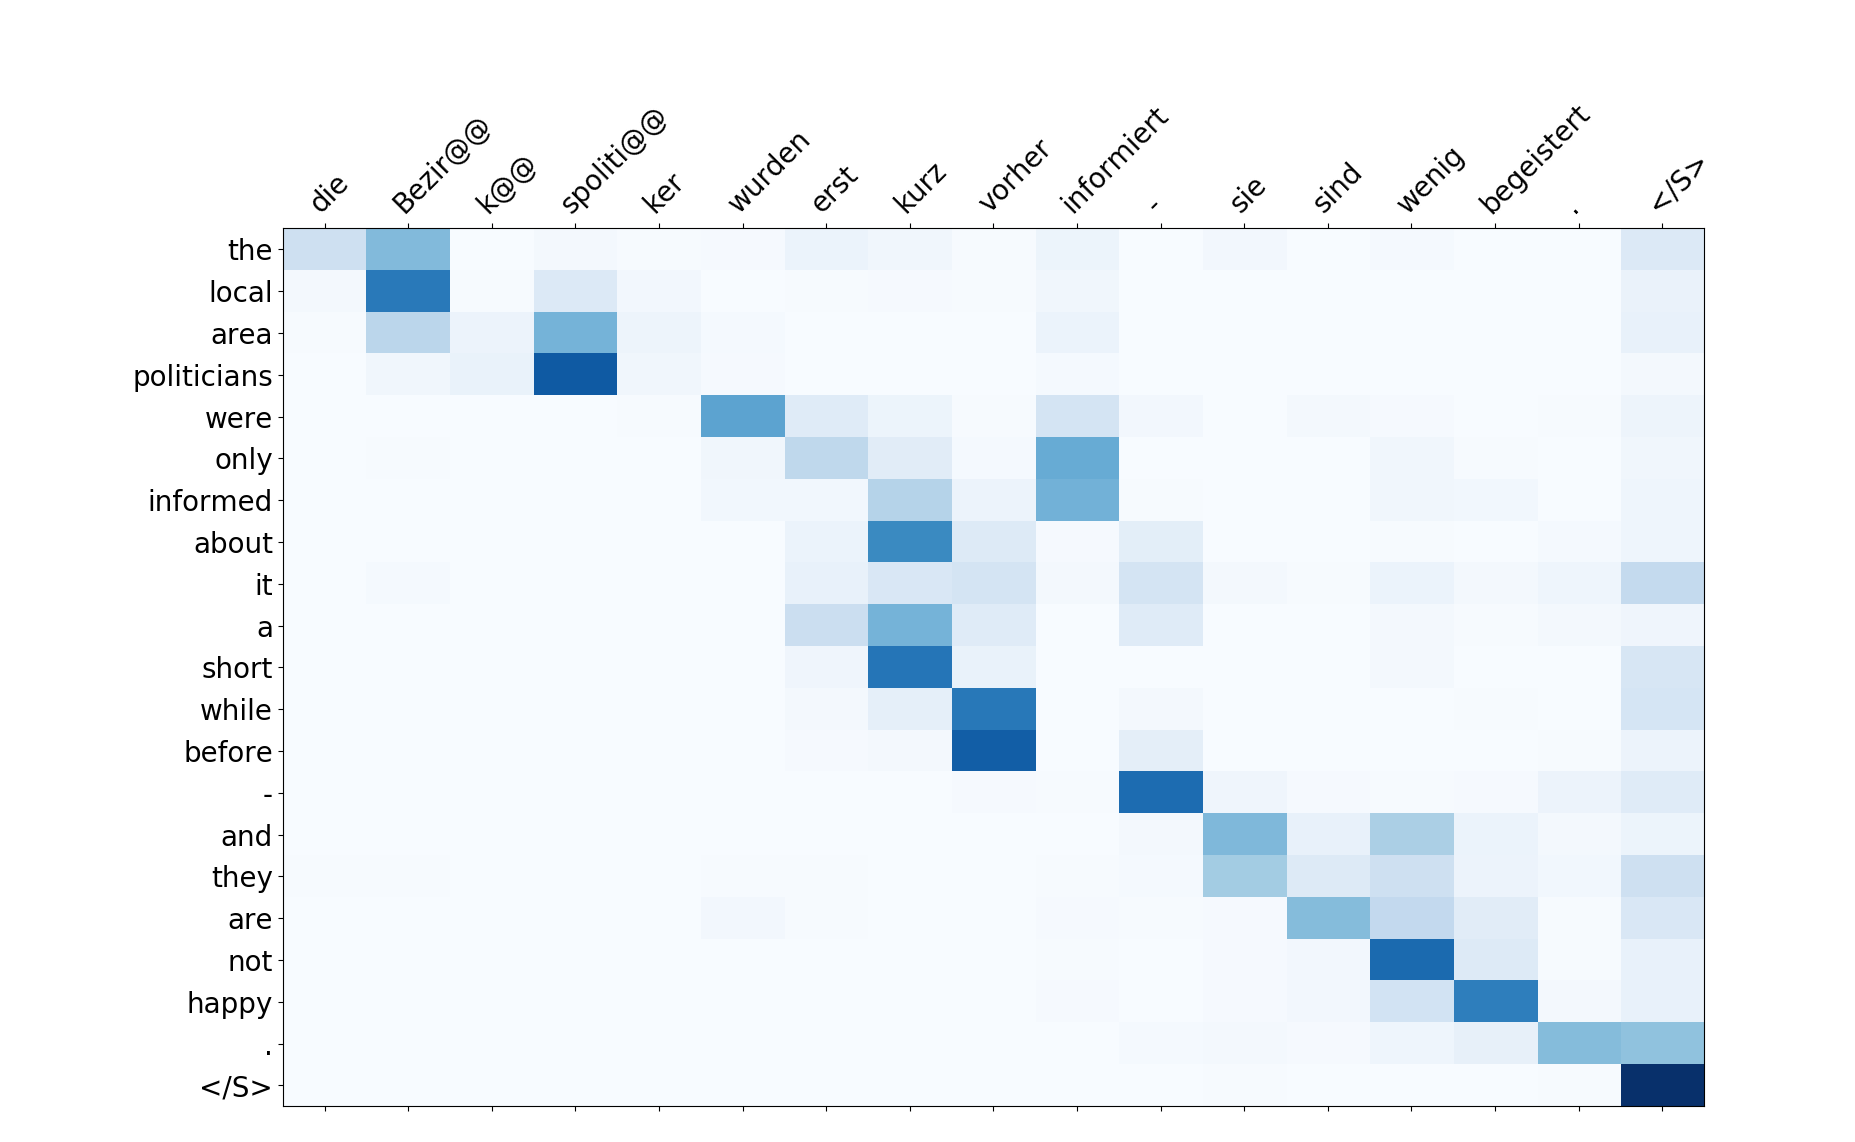 die Bezir@@ k@@ spoliti@@ ker wurden erst kurz vorher informiert - sie sind wenig begeistert . </S>
the
local
area
politicians
were
only
informed
about
it
a
short
while
before
-
and
they
are
not
happy
.
</S>